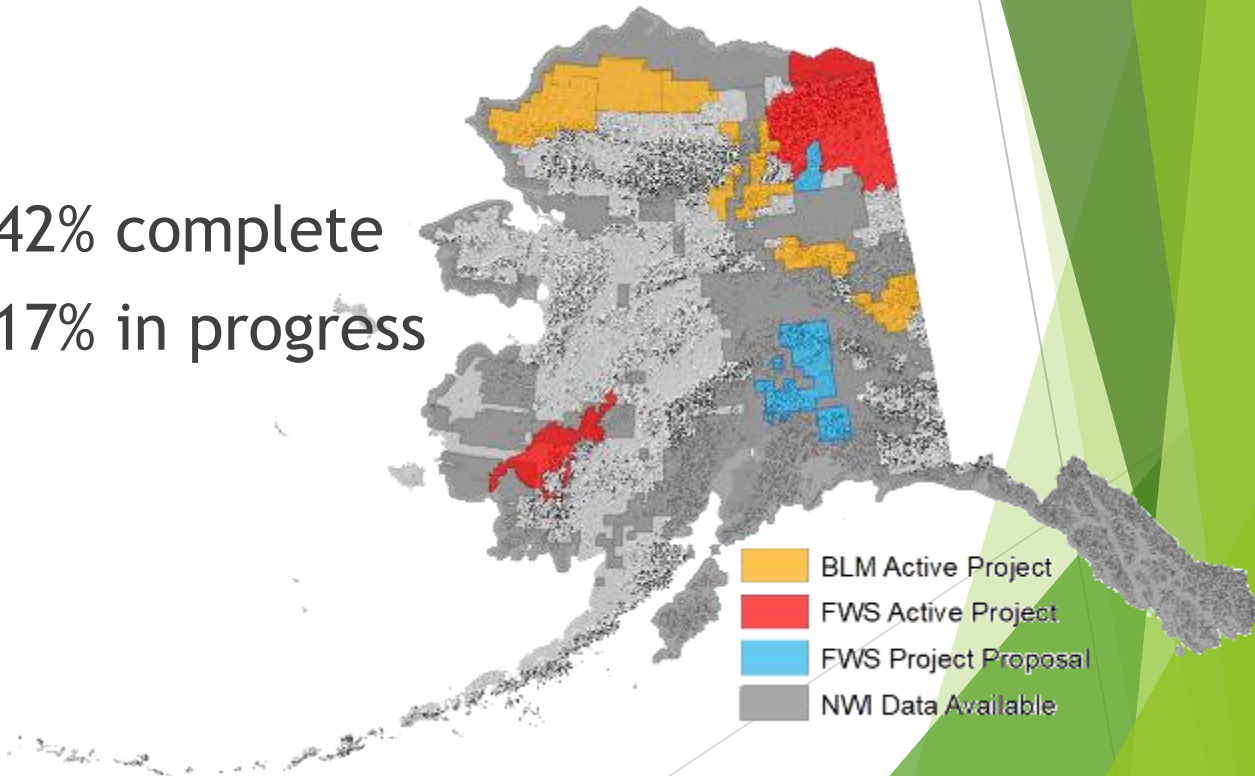 42% complete
17% in progress
BLM Active Project
FWS Active Project
FWS Project Proposal
NWI Data Available